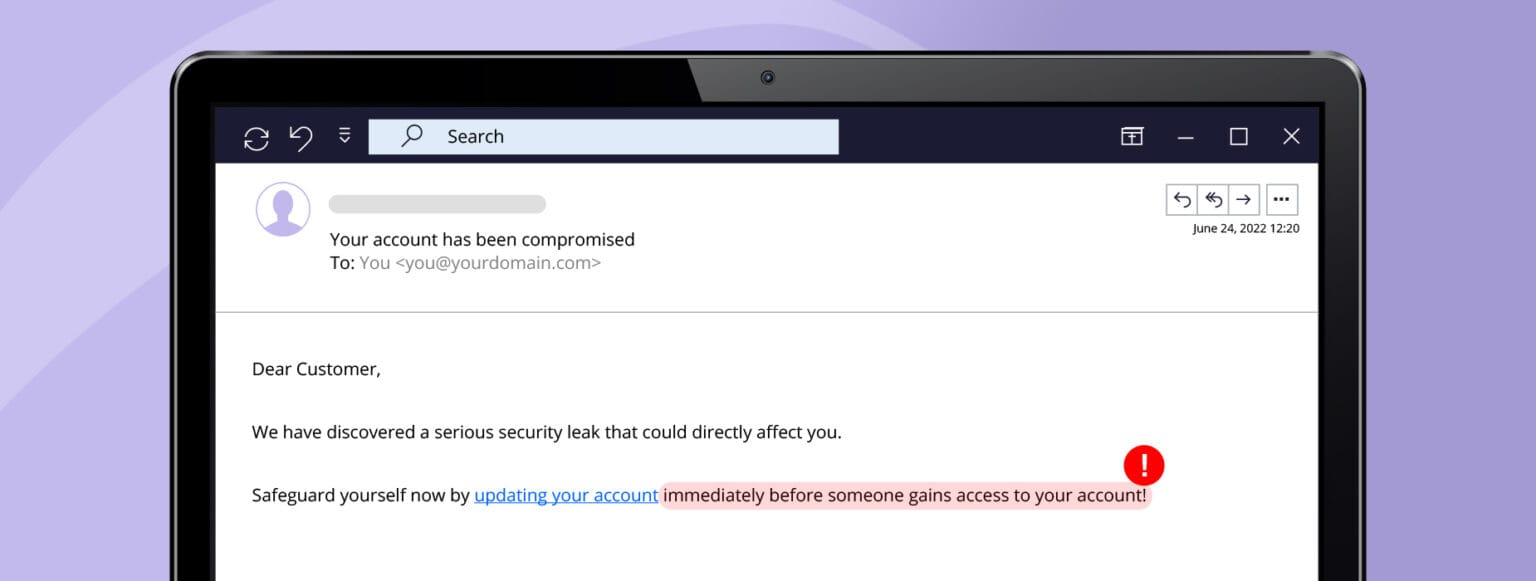 Search
Your account has been compromised
To: You <you@yourdomain.com>
June 24, 2022 12:20
Dear Customer,
We have discovered a serious security leak that could directly affect you.
!
Safeguard yourself now by updating your account immediately before someone gains access to your account!